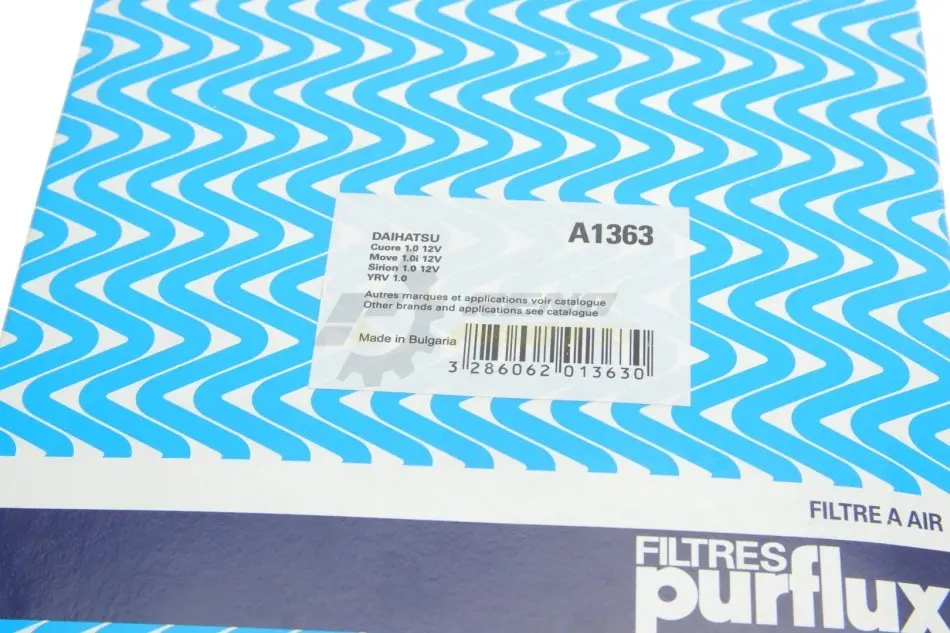 DAIHATSU
Cuore 1.0 12V
Move 1.0i 12V
Sirion 1.0 12V
YRV 1.0
A1363
Autres marques et applications voir catalogue
Other brands and applications see catalogue
Made in Bulgaria
3 286062 013630
FILTRE A AIR
FILTRES
purflux